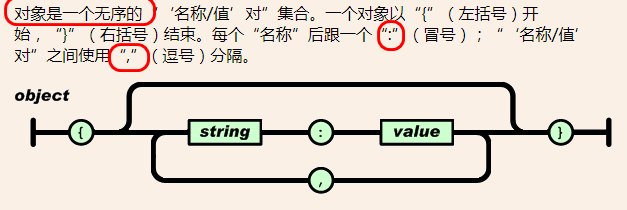 对象是一个无序的“‘名称/值’对”集合。一个对象以“{”（左括号）开
始，“}”（右括号）结束。每个“名称”后跟一个“:”（冒号）；“‘名称/值’
对”之间使用“,”（逗号）分隔。
object
{ string : value }
,